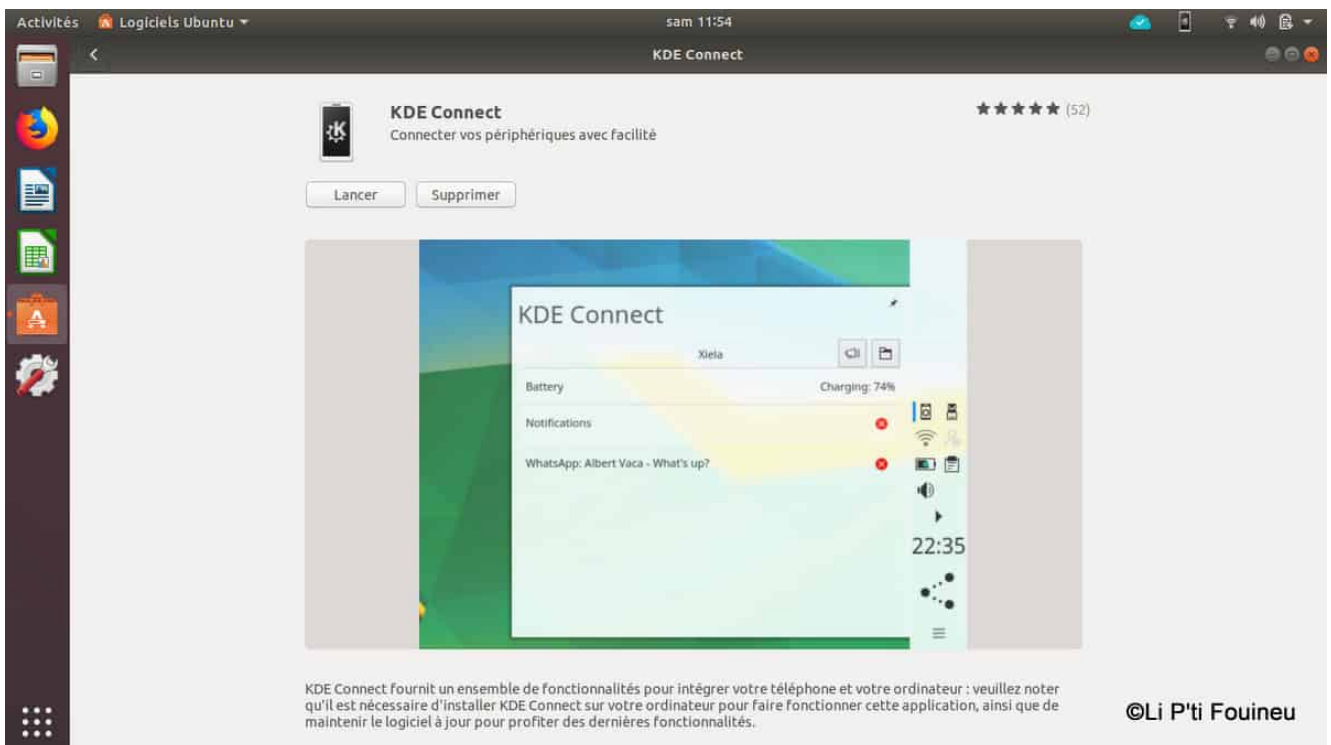 Activités
Logiciels Ubuntu
sam 11:54
KDE Connect
KDE Connect
(52)
Connecter vos périphériques avec facilité
Lancer
Supprimer
KDE Connect
Xiela
Battery
Charging: 74%
Notifications
WhatsApp: Albert Vaca - What's up?
22:35
KDE Connect fournit un ensemble de fonctionnalités pour intégrer votre téléphone et votre ordinateur : veuillez noter
qu'il est nécessaire d'installer KDE Connect sur votre ordinateur pour faire fonctionner cette application, ainsi que de
maintenir le logiciel à jour pour profiter des dernières fonctionnalités.
©Li P'ti Fouineu